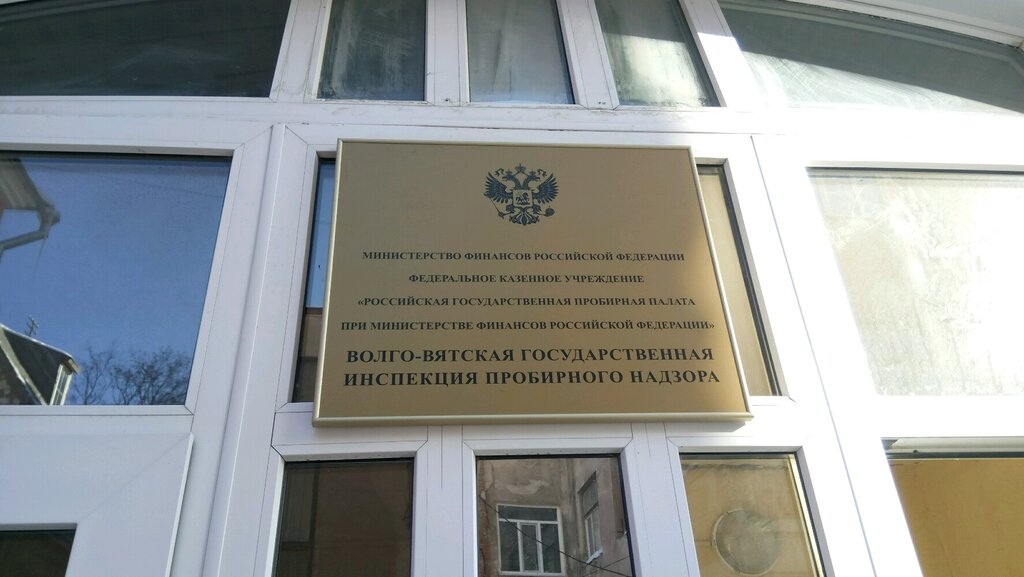 МИНИСТЕРСТВО ФИНАНСОВ РОССИЙСКОЙ ФЕДЕРАЦИИ
ФЕДЕРАЛЬНОЕ КАЗЕННОЕ УЧРЕЖДЕНИЕ
«РОССИЙСКАЯ ГОСУДАРСТВЕННАЯ ПРОБИРНАЯ ПАЛАТА
ПРИ МИНИСТЕРСТВЕ ФИНАНСОВ РОССИЙСКОЙ ФЕДЕРАЦИИ»
ВОЛГО-ВЯТСКАЯ ГОСУДАРСТВЕННАЯ
ИНСПЕКЦИЯ ПРОБИРНОГО НАДЗОРА